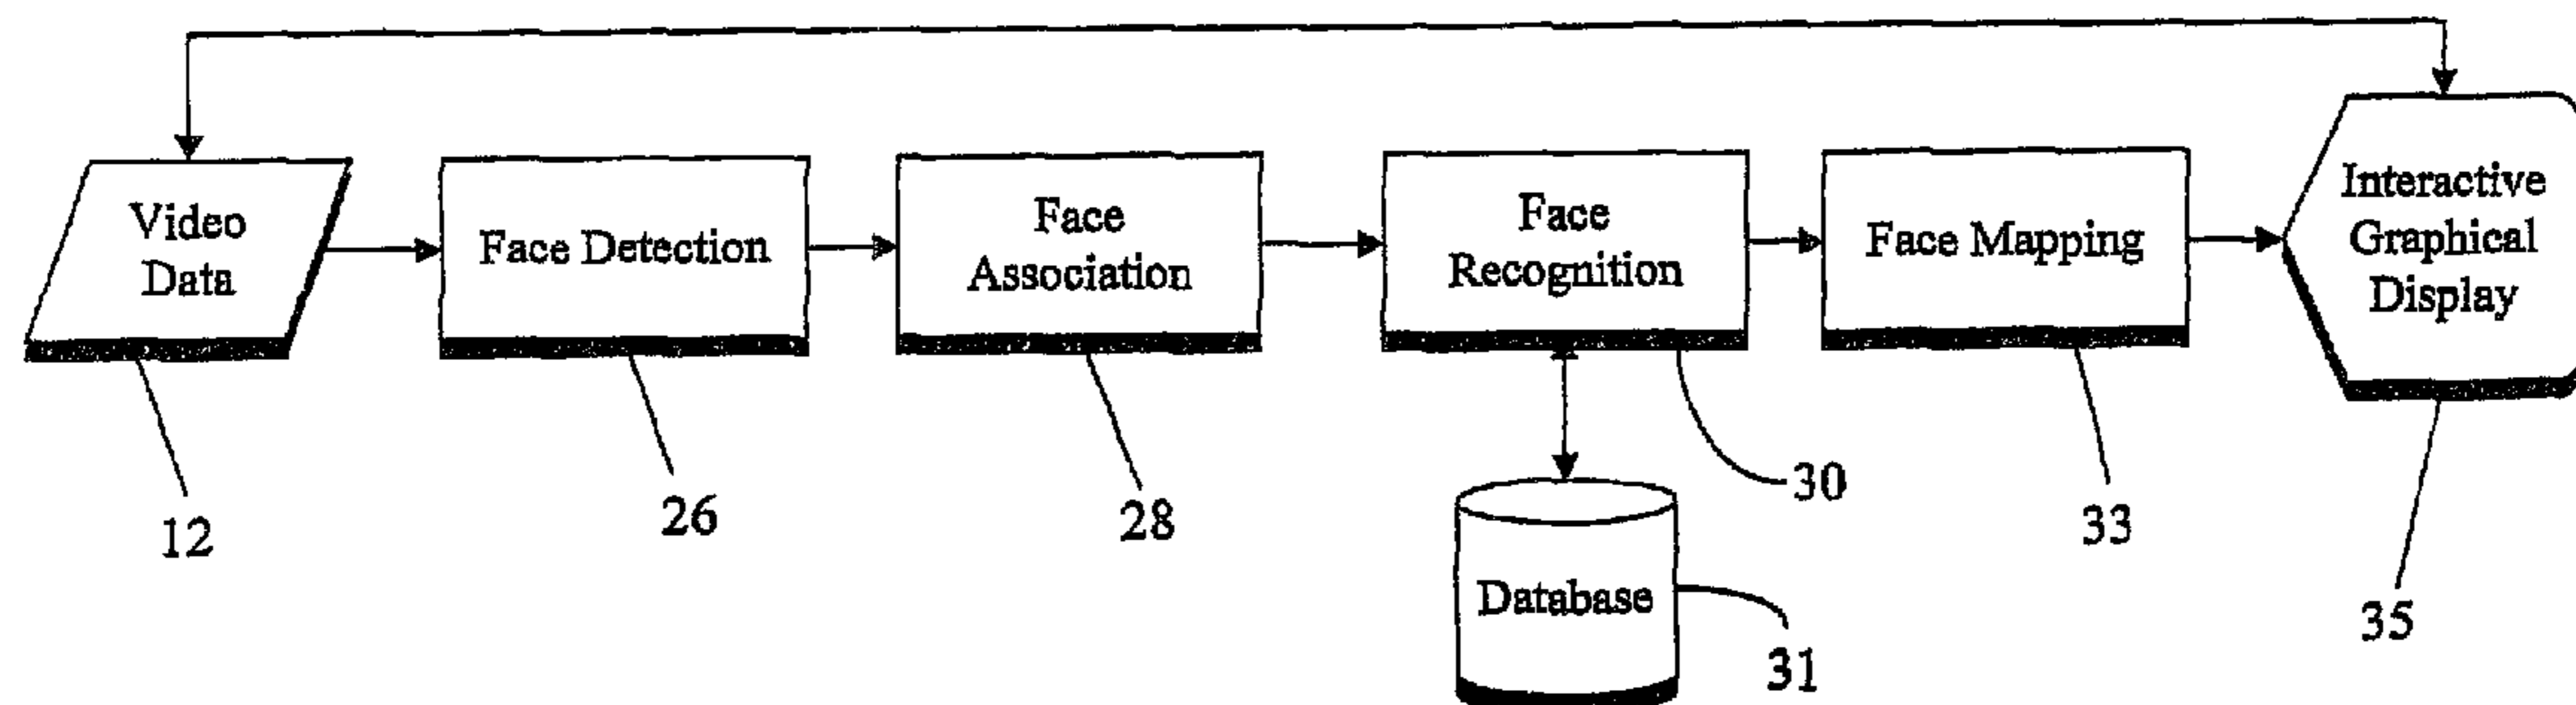 Video
Data
Face Detection
Face
Association
Face
Recognition
Face Mapping
Interactive
Graphical
Display
12
26
28
30
33
35
Database
31